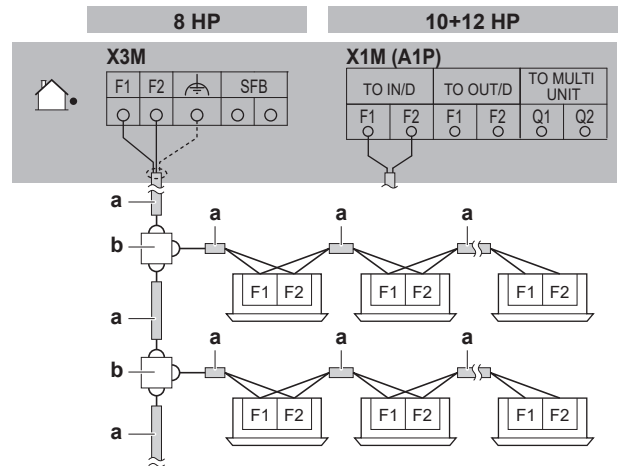 8 HP 10+12 HP
X3M X1M (A1P)
F1 F2 SFB
TO IN/D TO OUT/D TO MULTI UNIT
F1 F2 F1 F2 Q1 Q2
a
b
a a a
F1 F2 F1 F2 F1 F2
a
b
a a a
F1 F2 F1 F2 F1 F2
a